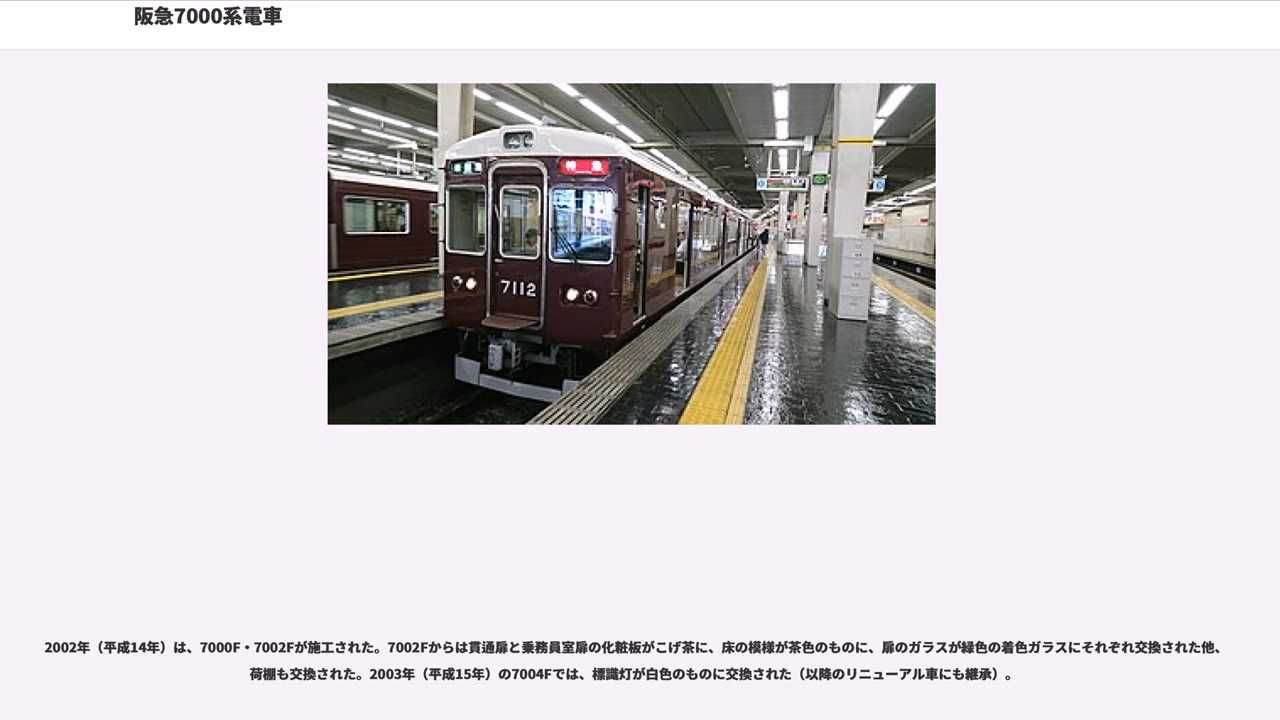 阪急7000系電車
特急
7112
2002年（平成14年）は、7000F・7002Fが施工された。7002Fからは貫通扉と乗務員室扉の化粧板がこげ茶に、床の模様が茶色のものに、扉のガラスが緑色の着色ガラスにそれぞれ交換された他、
荷棚も交換された。2003年（平成15年）の7004Fでは、標識灯が白色のものに交換された（以降のリニューアル車にも継承）。